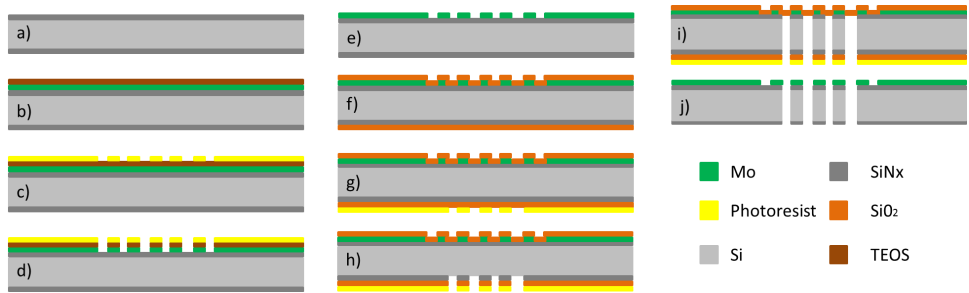 a)
b)
c)
d)
e)
f)
g)
h)
i)
j)
Mo
SiNx
Photoresist
Si0₂
Si
TEOS